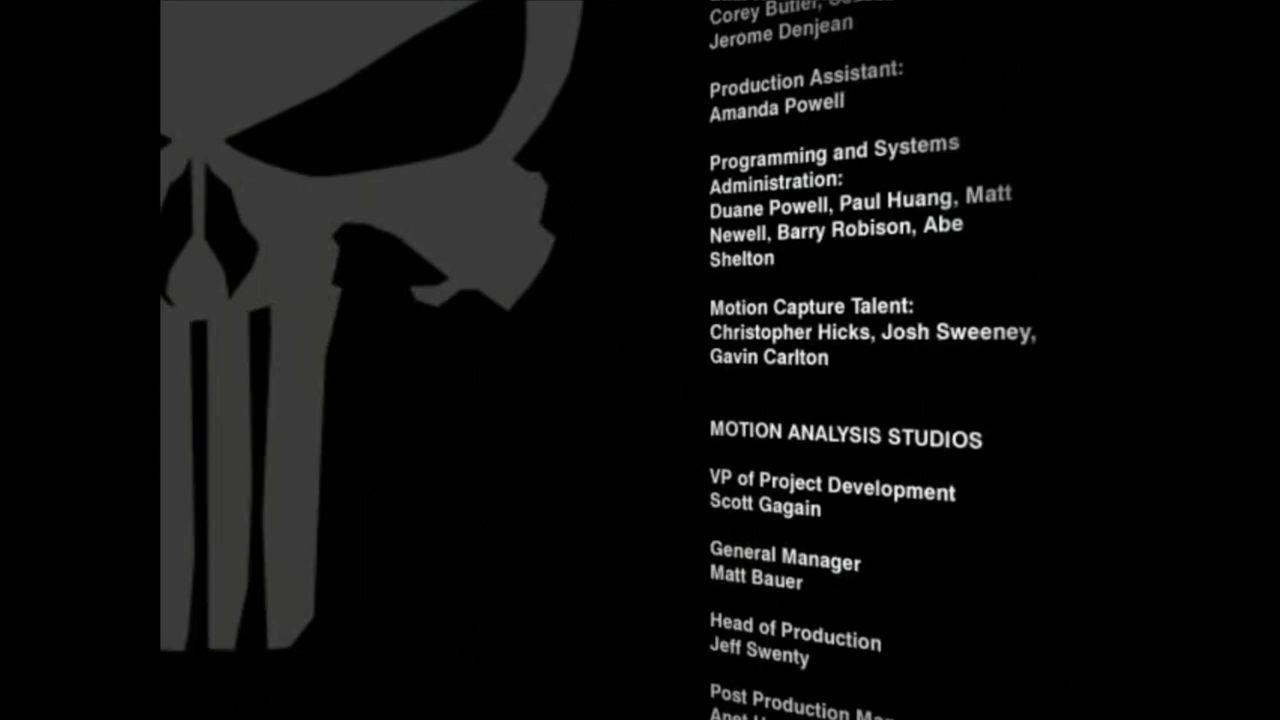 Corey Butler,
Jerome Denjean
Production Assistant:
Amanda Powell
Programming and Systems
Administration:
Duane Powell, Paul Huang, Matt
Newell, Barry Robison, Abe
Shelton
Motion Capture Talent:
Christopher Hicks, Josh Sweeney,
Gavin Carlton
MOTION ANALYSIS STUDIOS
VP of Project Development
Scott Gagain
General Manager
Matt Bauer
Head of Production
Jeff Swenty
Post Production